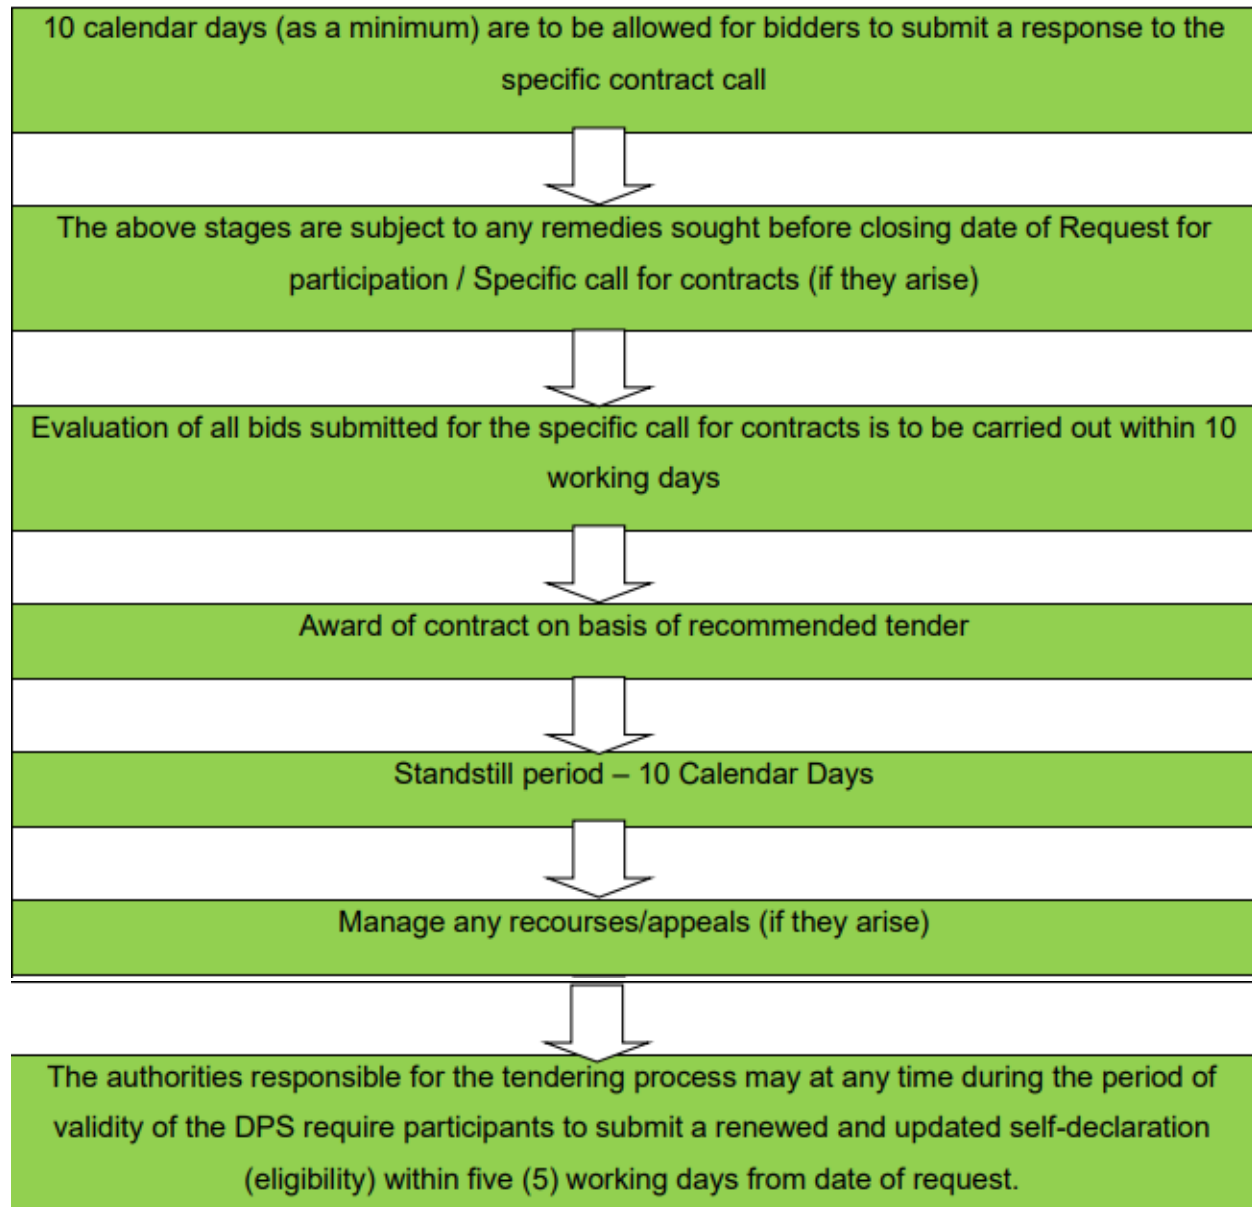 10 calendar days (as a minimum) are to be allowed for bidders to submit a response to the
specific contract call
The above stages are subject to any remedies sought before closing date of Request for
participation / Specific call for contracts (if they arise)
Evaluation of all bids submitted for the specific call for contracts is to be carried out within 10
working days
Award of contract on basis of recommended tender
Standstill period – 10 Calendar Days
Manage any recourses/appeals (if they arise)
The authorities responsible for the tendering process may at any time during the period of
validity of the DPS require participants to submit a renewed and updated self-declaration
(eligibility) within five (5) working days from date of request.